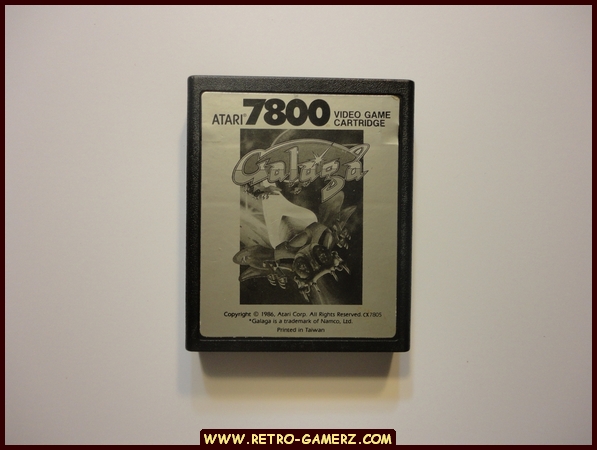 ATARI® 7800 VIDEO GAME CARTRIDGE
Galaga
Copyright © 1986, Atari Corp. All Rights Reserved. CX7805
*Galaga is a trademark of Namco, Ltd.
Printed in Taiwan
WWW.RETRO-GAMERZ.COM